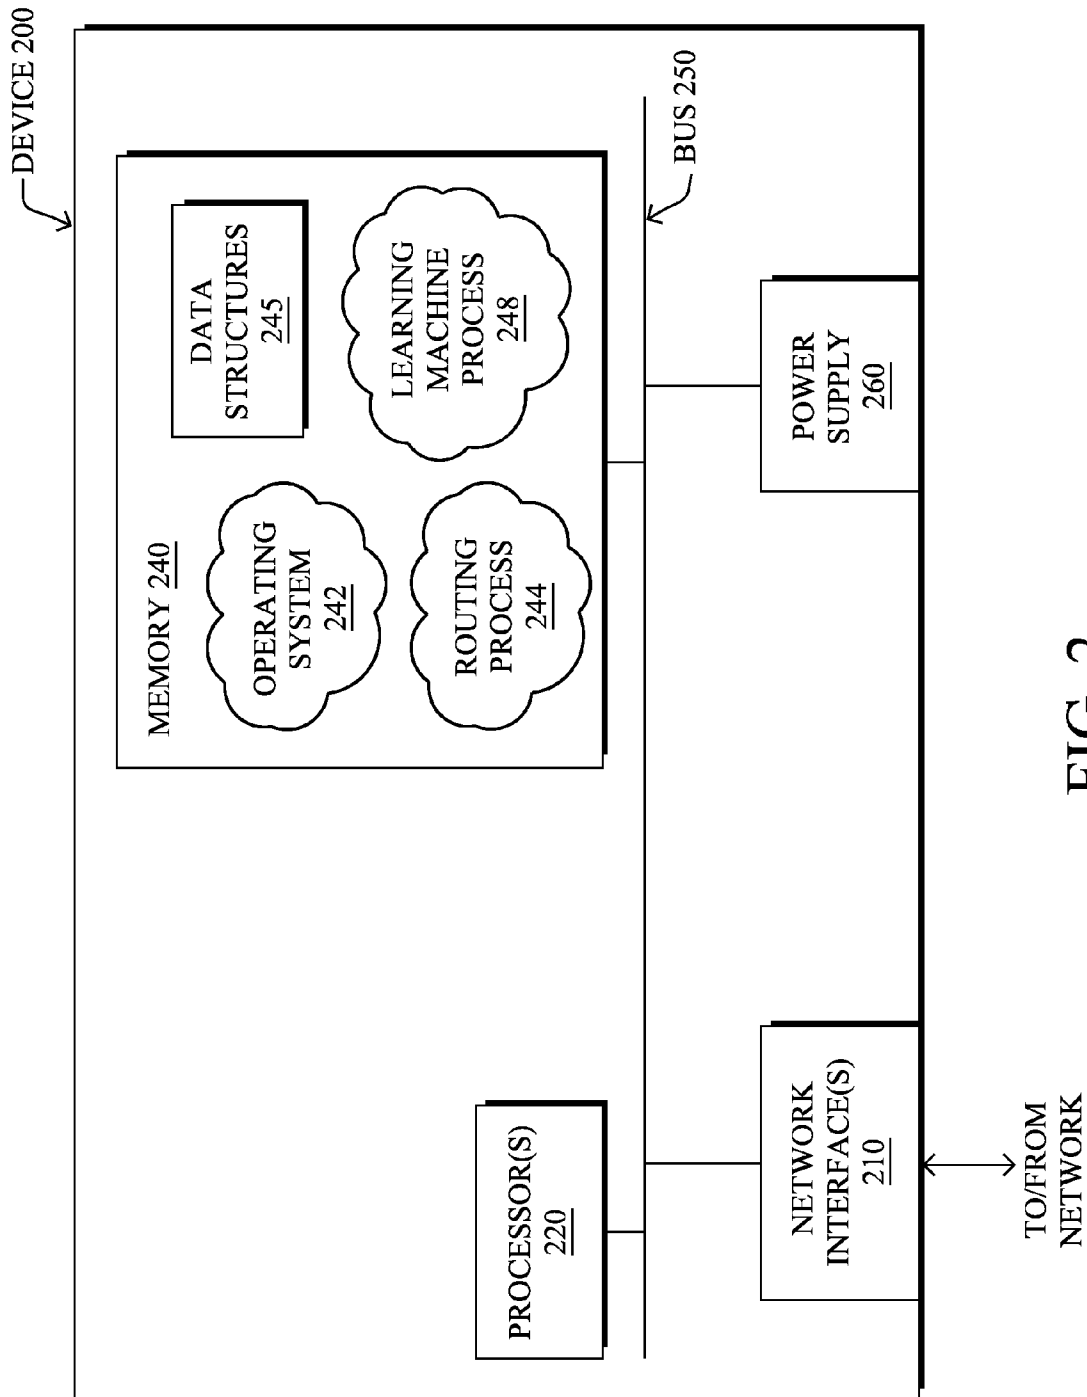 DEVICE 200
MEMORY 240
OPERATING
SYSTEM
242
DATA
STRUCTURES
245
ROUTING
PROCESS
244
LEARNING
MACHINE
PROCESS
248
PROCESSOR(S)
220
BUS 250
NETWORK
INTERFACE(S)
210
POWER
SUPPLY
260
TO/FROM
NETWORK
FIG. 2